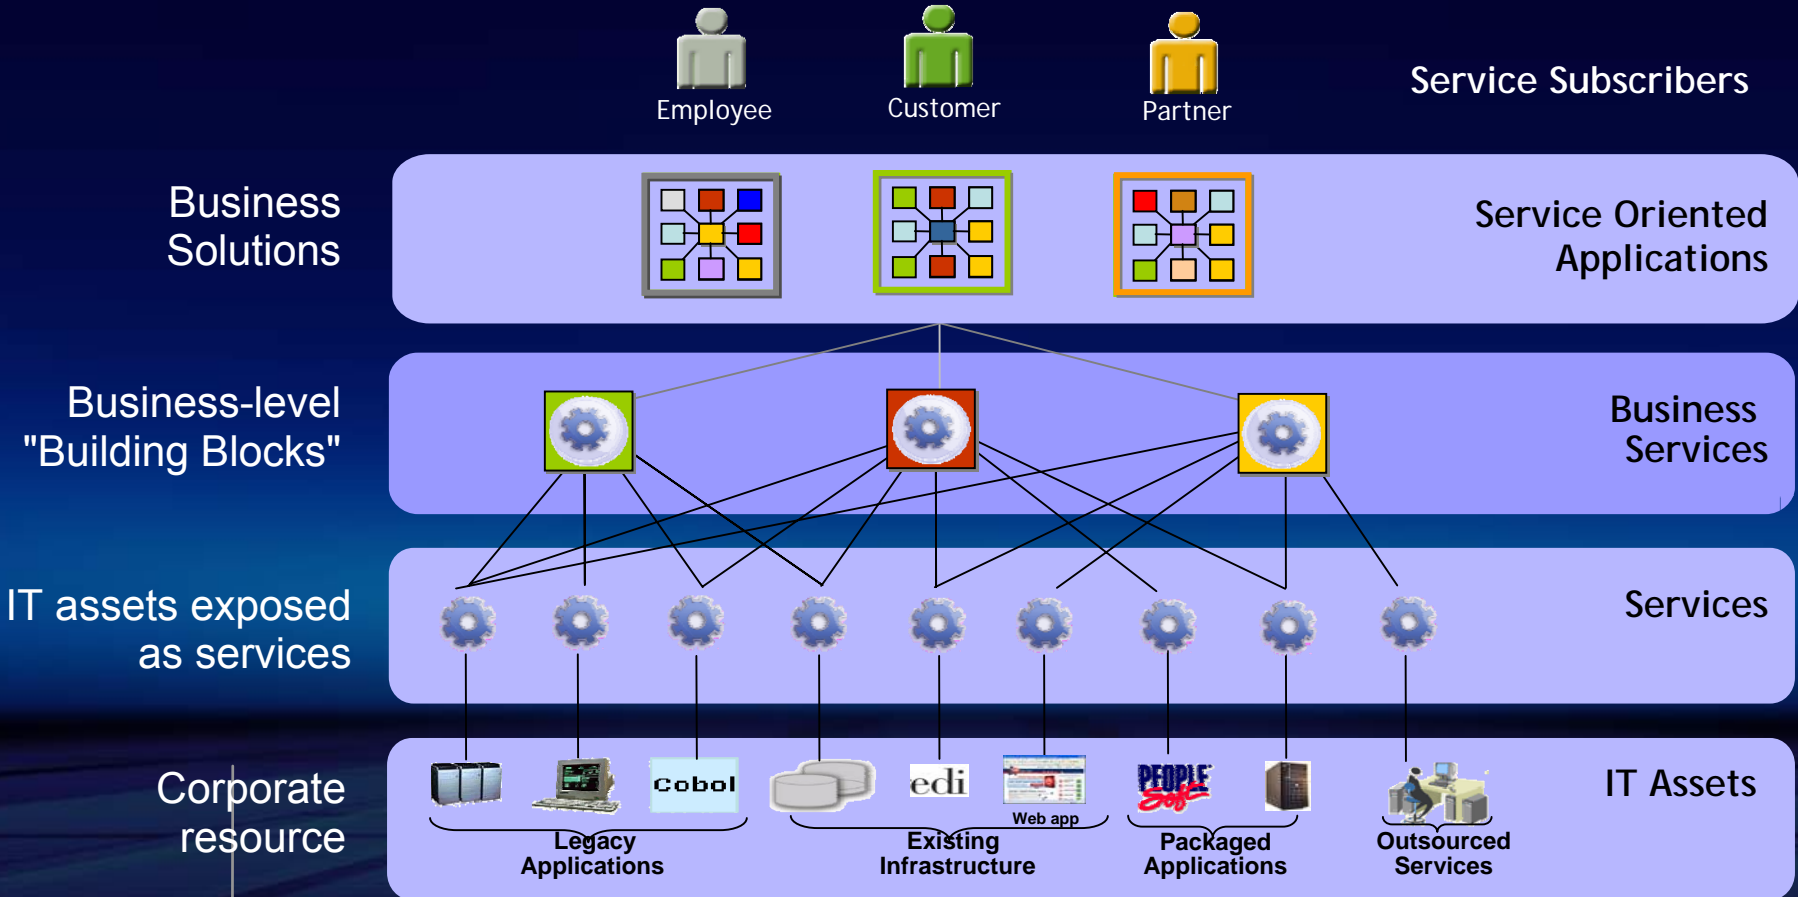 Employee
Customer
Partner
Service Subscribers
Business
Solutions
Service Oriented
Applications
Business-level
"Building Blocks"
Business
Services
IT assets exposed
as services
Services
Corporate
resource
Cobol
edi
Web app
PEOPLE
Soft
IT Assets
Legacy
Applications
Existing
Infrastructure
Packaged
Applications
Outsourced
Services